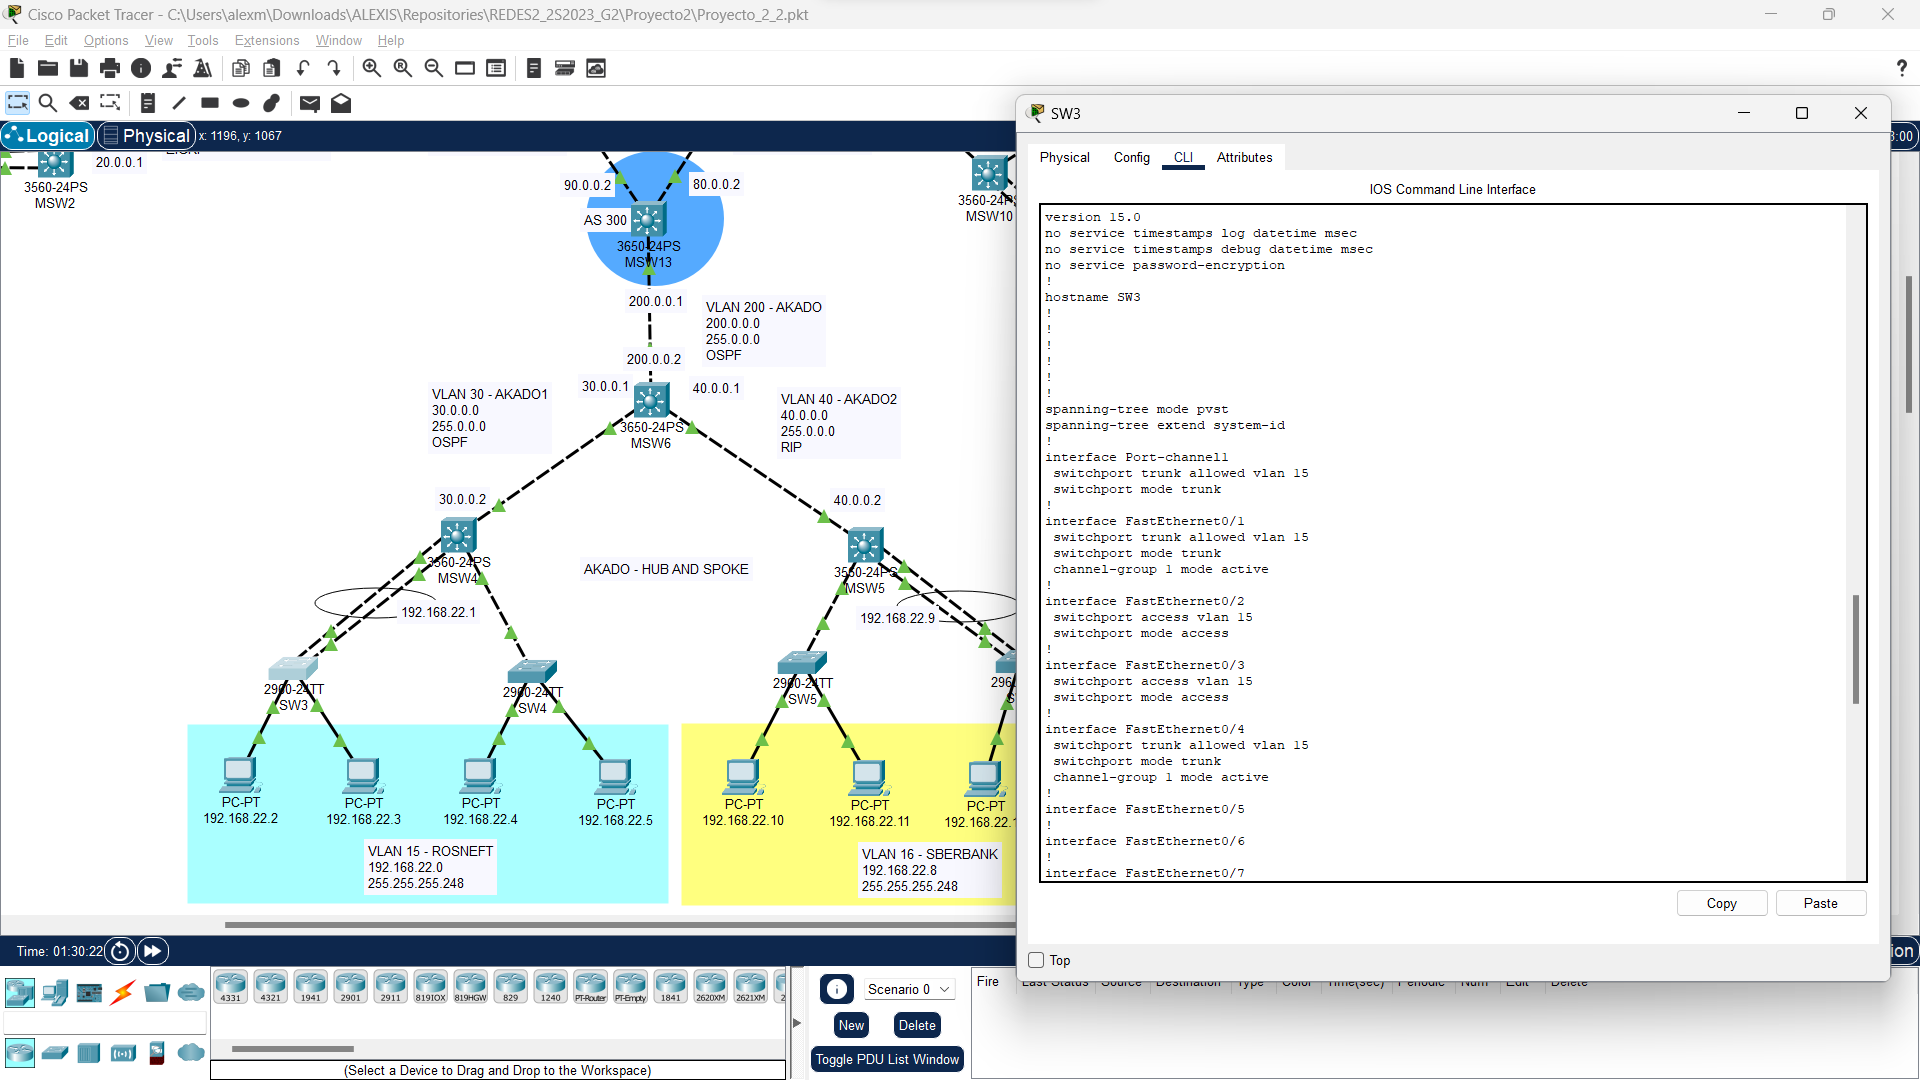 Cisco Packet Tracer - C:\Users\alexm\Downloads\ALEXIS\Repositories\REDES2_2S2023_G2\Proyecto2\Proyecto_2_2.pkt
File Edit Options View Tools Extensions Window Help
Logical Physical x: 1196, y: 1067
20.0.0.1
3560-24PS
MSW2
90.0.0.2
80.0.0.2
AS 300
3650-24PS
MSW13
3560-24PS
MSW10
200.0.0.1
VLAN 200 - AKADO
200.0.0.0
255.0.0.0
OSPF
200.0.0.2
30.0.0.1
40.0.0.1
VLAN 30 - AKADO1
30.0.0.0
255.0.0.0
OSPF
3650-24PS
MSW6
VLAN 40 - AKADO2
40.0.0.0
255.0.0.0
RIP
30.0.0.2
40.0.0.2
3560-24PS
MSW4
AKADO - HUB AND SPOKE
3560-24PS
MSW5
192.168.22.1
192.168.22.9
2960-24TT
SW3
2960-24TT
SW4
2960-24TT
SW5
296
PC-PT
192.168.22.2
PC-PT
192.168.22.3
PC-PT
192.168.22.4
PC-PT
192.168.22.5
PC-PT
192.168.22.10
PC-PT
192.168.22.11
PC-PT
192.168.22.1
VLAN 15 - ROSNEFT
192.168.22.0
255.255.255.248
VLAN 16 - SBERBANK
192.168.22.8
255.255.255.248
SW3
Physical Config CLI Attributes
IOS Command Line Interface
version 15.0
no service timestamps log datetime msec
no service timestamps debug datetime msec
no service password-encryption
!
hostname SW3
!
!
!
!
!
!
spanning-tree mode pvst
spanning-tree extend system-id
!
interface Port-channel1
switchport trunk allowed vlan 15
switchport mode trunk
!
interface FastEthernet0/1
switchport trunk allowed vlan 15
switchport mode trunk
channel-group 1 mode active
!
interface FastEthernet0/2
switchport access vlan 15
switchport mode access
!
interface FastEthernet0/3
switchport access vlan 15
switchport mode access
!
interface FastEthernet0/4
switchport trunk allowed vlan 15
switchport mode trunk
channel-group 1 mode active
!
interface FastEthernet0/5
!
interface FastEthernet0/6
!
interface FastEthernet0/7
Copy Paste
Top
Time: 01:30:22
4331 4321 1941 2901 2911 819IOX 819HGW 829 1240 PT-Router PT-Empty 1841 2620XM 2621XM
(Select a Device to Drag and Drop to the Workspace)
Scenario 0
New Delete
Toggle PDU List Window
Fire Last Status Source Destination Type Color Time(sec) Periodic Num Edit Delete